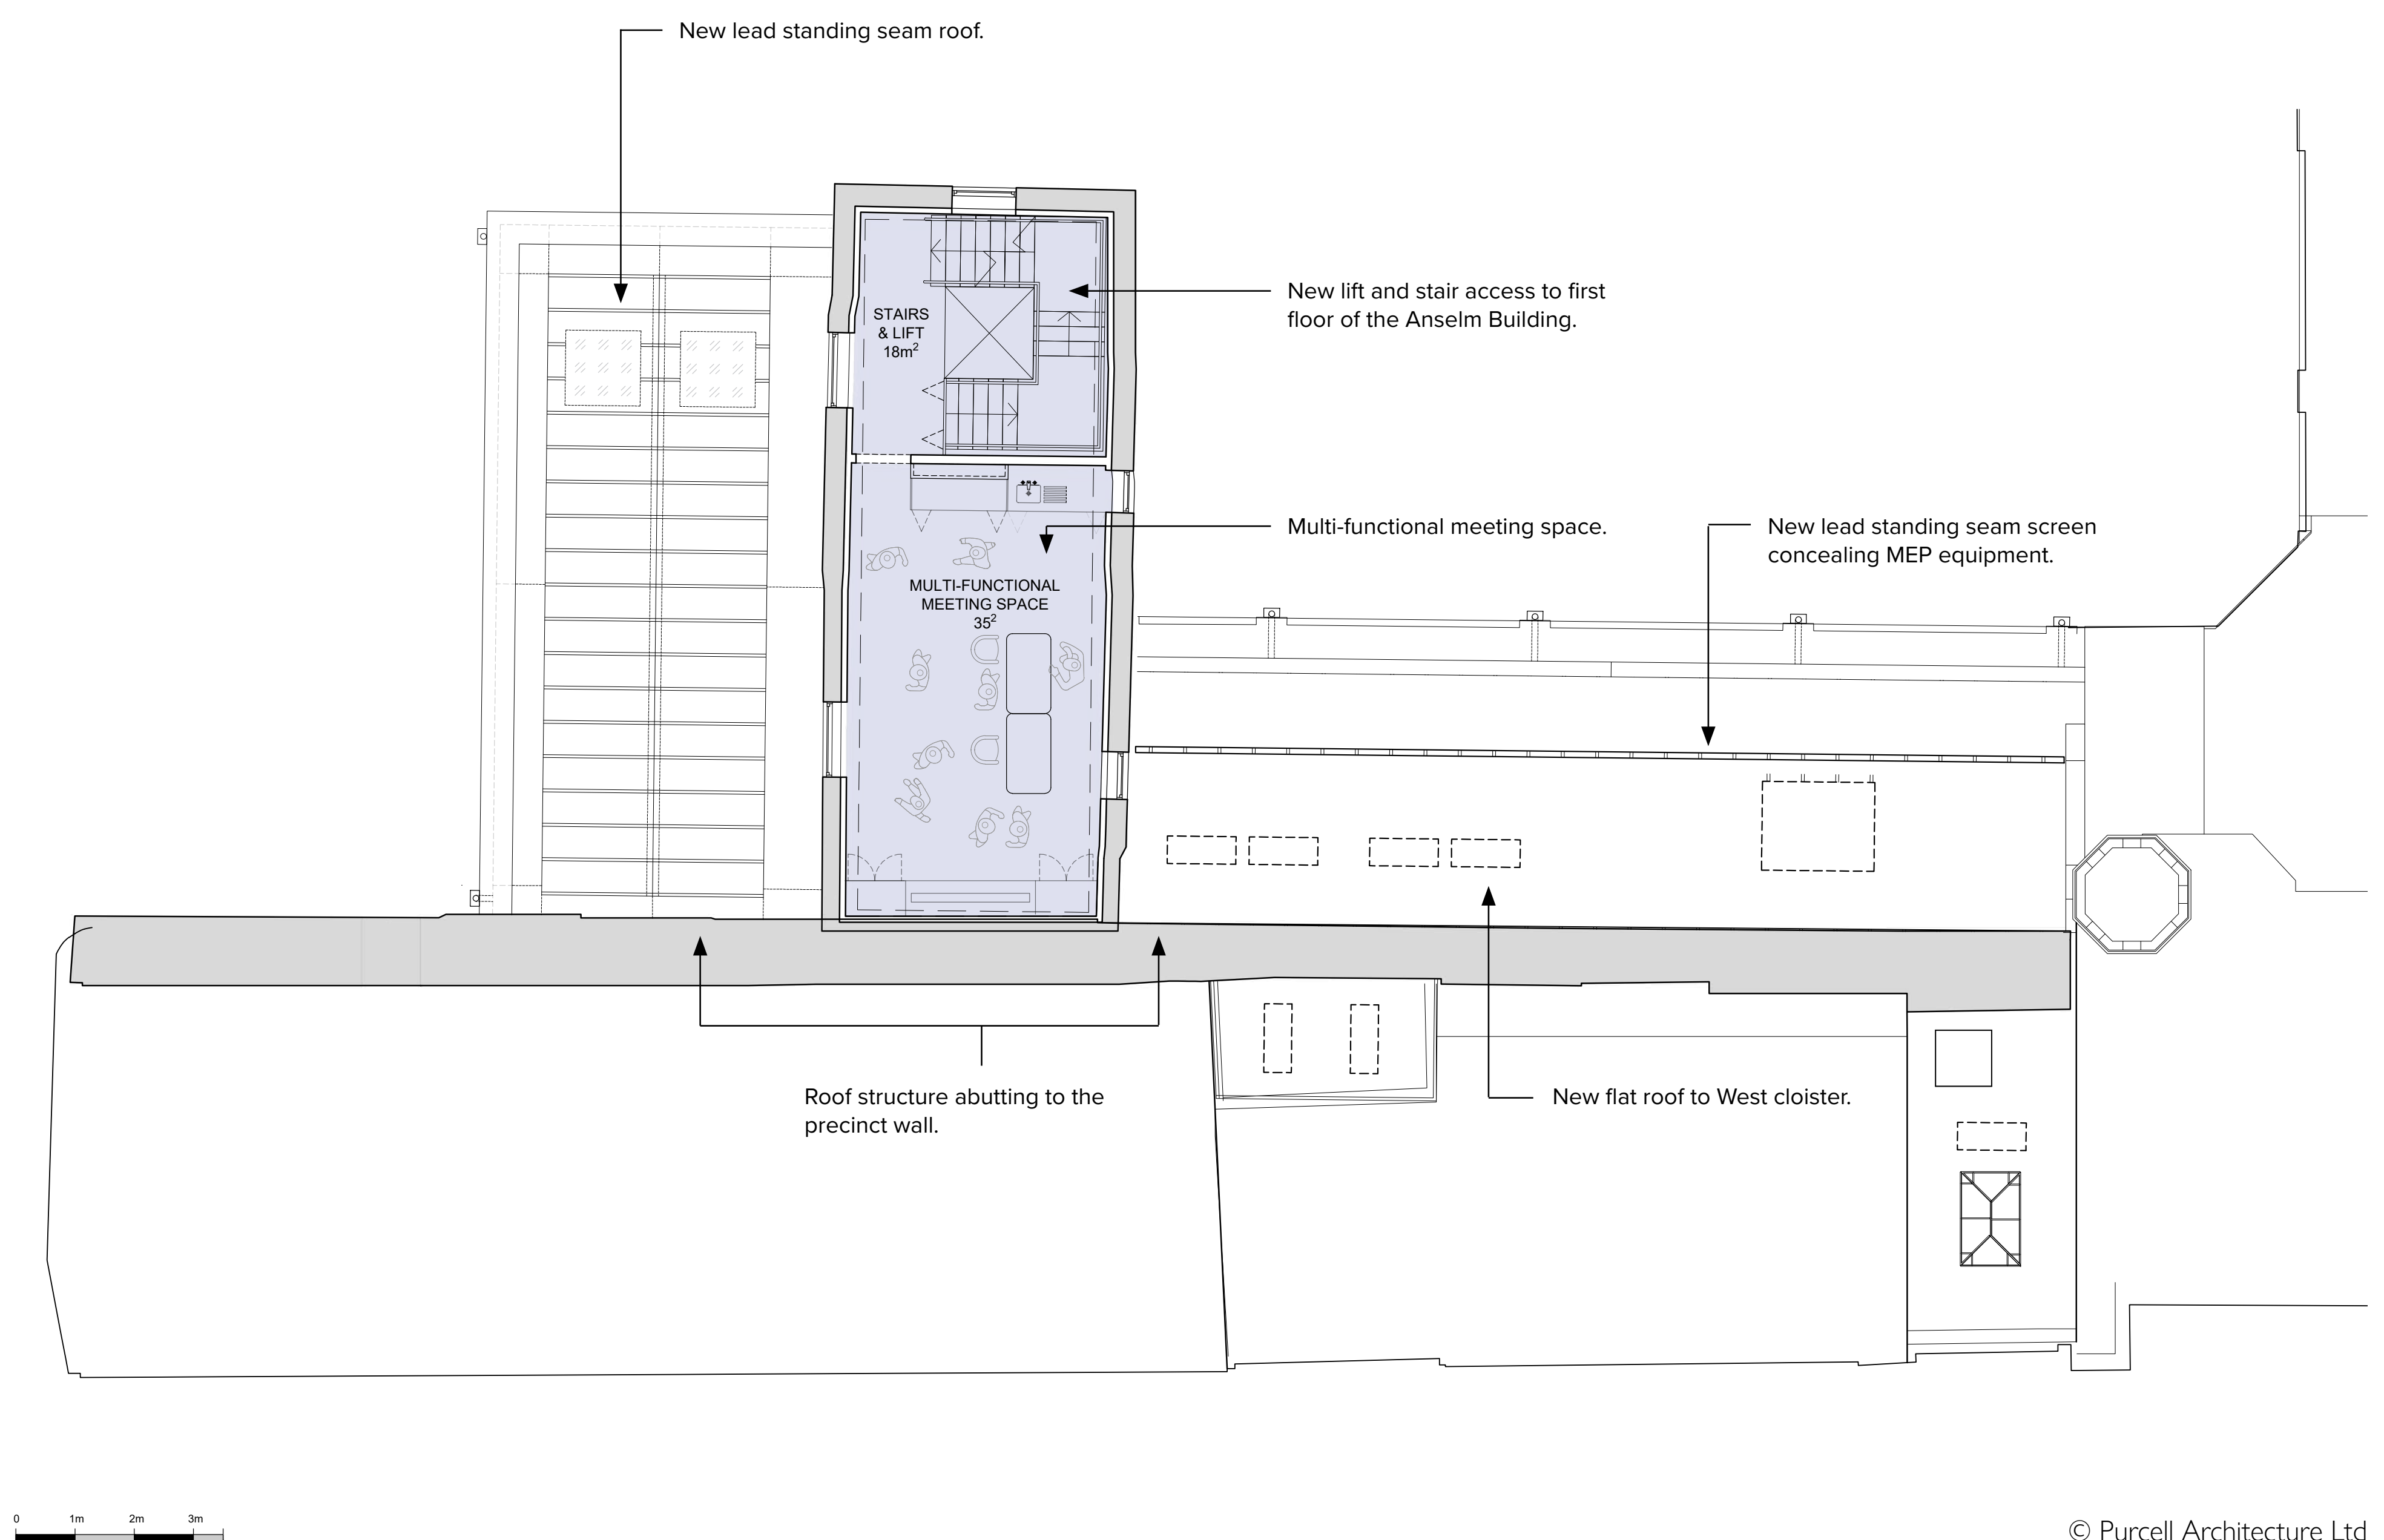 New lead standing seam roof.
New lift and stair access to first
floor of the Anselm Building.
STAIRS
& LIFT
18m²
Multi-functional meeting space.
New lead standing seam screen
concealing MEP equipment.
MULTI-FUNCTIONAL
MEETING SPACE
35²
Roof structure abutting to the
precinct wall.
New flat roof to West cloister.
0 1m 2m 3m
© Purcell Architecture Ltd